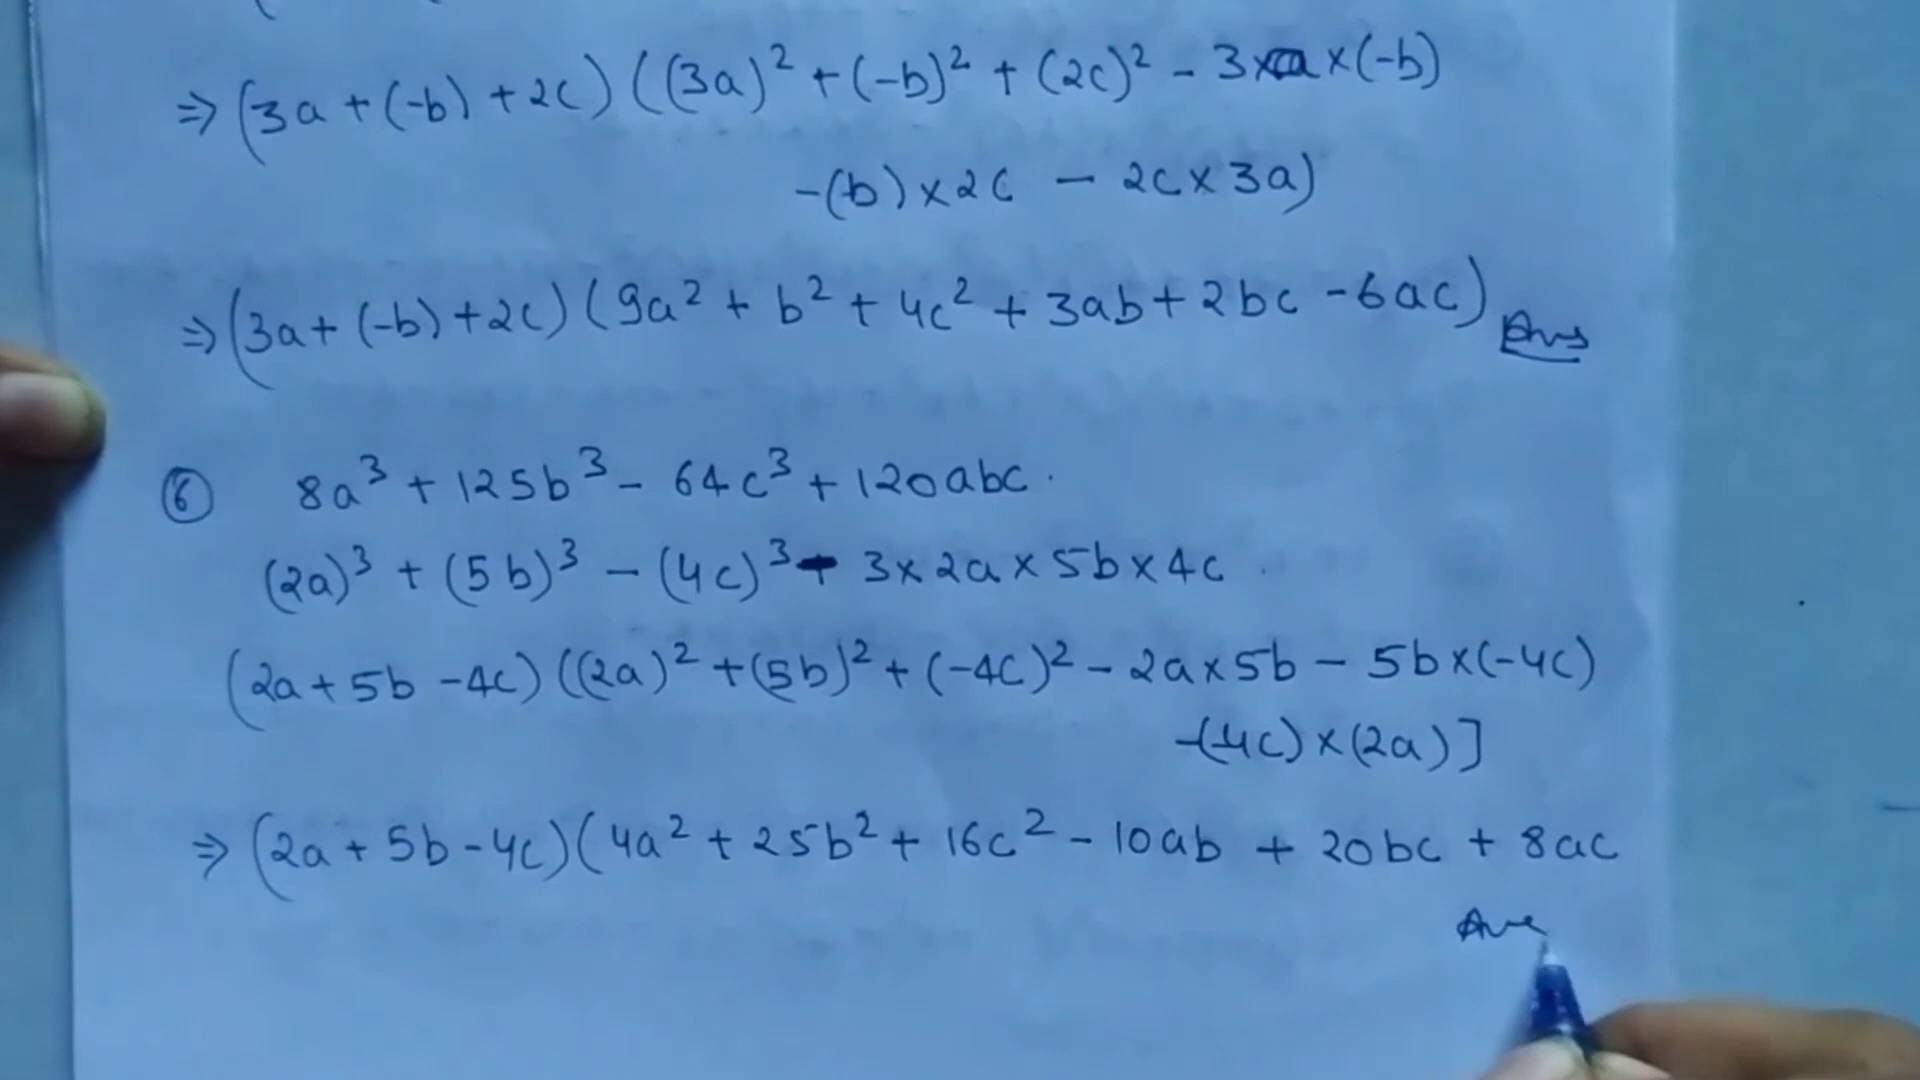 ⇒ (3a + (-b) + 2c) ((3a)² + (-b)² + (2c)² - 3×a×(-b)
-(b)×2c - 2c×3a)
⇒ (3a + (-b) + 2c) (9a² + b² + 4c² + 3ab + 2bc - 6ac) Ans
⑥ 8a³ + 125b³ - 64c³ + 120abc.
(2a)³ + (5b)³ - (4c)³ + 3×2a×5b×4c
(2a + 5b - 4c) ((2a)² + (5b)² + (-4c)² - 2a×5b - 5b×(-4c)
-(-4c)×(2a)]
⇒ (2a + 5b - 4c) (4a² + 25b² + 16c² - 10ab + 20bc + 8ac
Ans